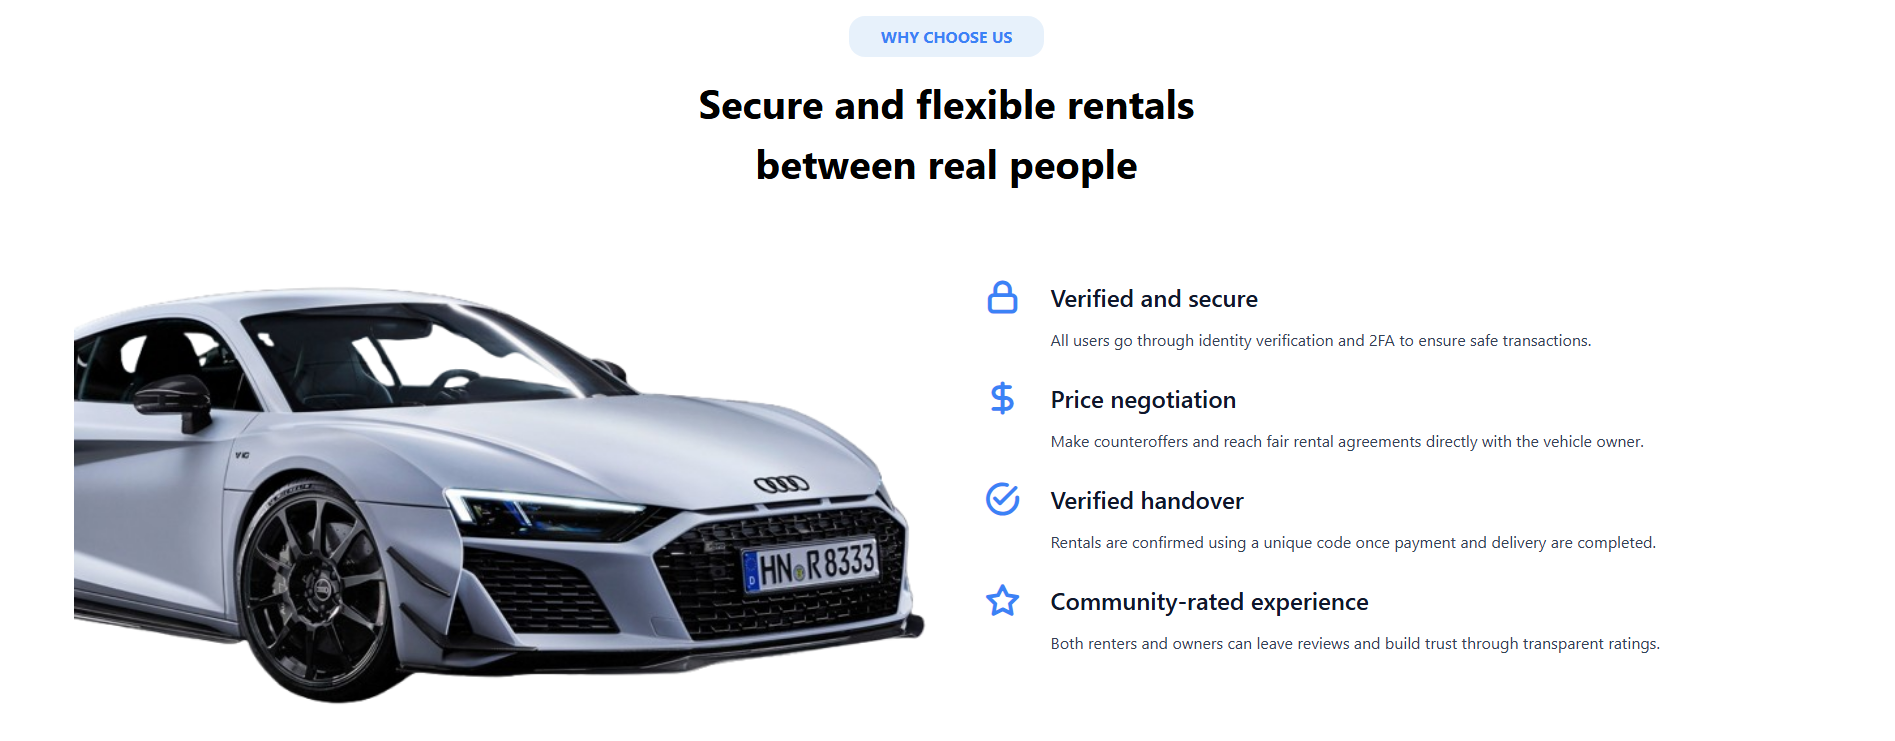 WHY CHOOSE US
Secure and flexible rentals
between real people
Verified and secure
All users go through identity verification and 2FA to ensure safe transactions.
Price negotiation
Make counteroffers and reach fair rental agreements directly with the vehicle owner.
Verified handover
Rentals are confirmed using a unique code once payment and delivery are completed.
Community-rated experience
Both renters and owners can leave reviews and build trust through transparent ratings.
V10
D HN R 8333